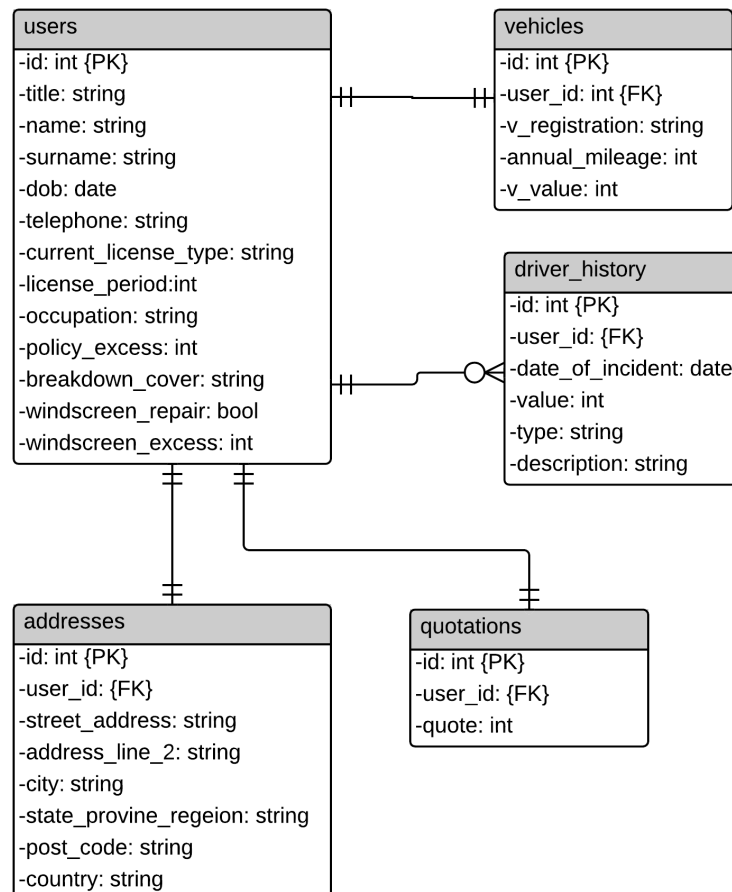 users
-id: int {PK}
-title: string
-name: string
-surname: string
-dob: date
-telephone: string
-current_license_type: string
-license_period:int
-occupation: string
-policy_excess: int
-breakdown_cover: string
-windscreen_repair: bool
-windscreen_excess: int
vehicles
-id: int {PK}
-user_id: int {FK}
-v_registration: string
-annual_mileage: int
-v_value: int
driver_history
-id: int {PK}
-user_id: {FK}
-date_of_incident: date
-value: int
-type: string
-description: string
addresses
-id: int {PK}
-user_id: {FK}
-street_address: string
-address_line_2: string
-city: string
-state_provine_regeion: string
-post_code: string
-country: string
quotations
-id: int {PK}
-user_id: {FK}
-quote: int